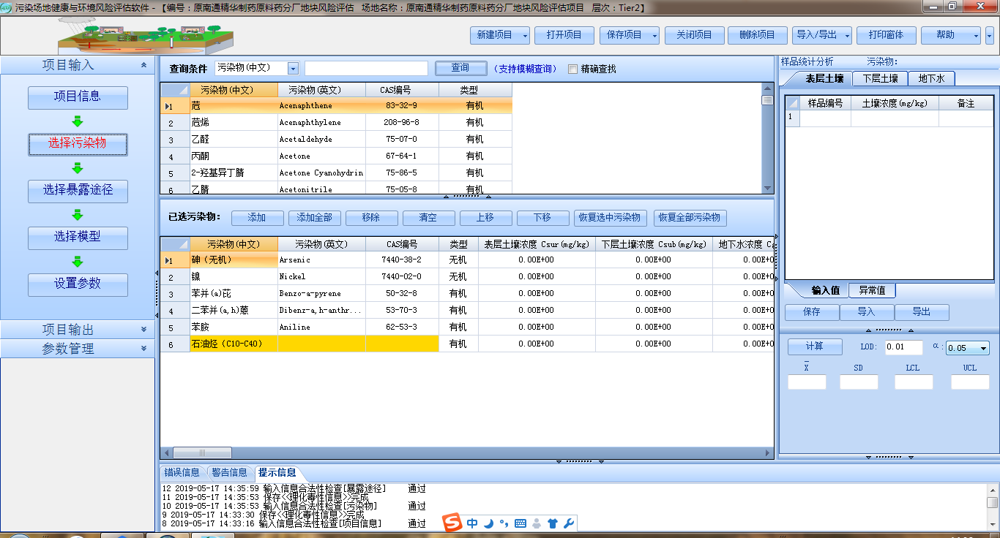 污染场地健康与环境风险评估软件 - 【编号：原南通精华制药原料药分厂地块风险评估 场地名称：原南通精华制药原料药分厂地块风险评估项目 层次：Tier2】
新建项目 打开项目 保存项目 关闭项目 删除项目 导入/导出 打印窗体 帮助
项目输入
项目信息
选择污染物
选择暴露途径
选择模型
设置参数
项目输出
参数管理
查询条件 污染物(中文) 查询 (支持模糊查询) 精确查找
污染物(中文) 污染物(英文) CAS编号 类型
1 苊 Acenaphthene 83-32-9 有机
2 苊烯 Acenaphthylene 208-96-8 有机
3 乙醛 Acetaldehyde 75-07-0 有机
4 丙酮 Acetone 67-64-1 有机
5 2-羟基异丁腈 Acetone Cyanohydrin 75-86-5 有机
6 乙腈 Acetonitrile 75-05-8 有机
已选污染物： 添加 添加全部 移除 清空 上移 下移 恢复选中污染物 恢复全部污染物
污染物(中文) 污染物(英文) CAS编号 类型 表层土壤浓度 Csur(mg/kg) 下层土壤浓度 Csub(mg/kg) 地下水浓度
1 砷（无机） Arsenic 7440-38-2 无机 0.00E+00 0.00E+00 0.00E+0
2 镍 Nickel 7440-02-0 无机 0.00E+00 0.00E+00 0.00E+0
3 苯并(a)芘 Benzo-a-pyrene 50-32-8 有机 0.00E+00 0.00E+00 0.00E+0
4 二苯并(a,h)蒽 Dibenz-a,h-anthr... 53-70-3 有机 0.00E+00 0.00E+00 0.00E+0
5 苯胺 Aniline 62-53-3 有机 0.00E+00 0.00E+00 0.00E+0
6 石油烃（C10-C40） 有机 0.00E+00 0.00E+00 0.00E+0
错误信息 警告信息 提示信息
12 2019-05-17 14:35:59 输入信息合法性检查[暴露途径] 通过
11 2019-05-17 14:35:53 保存<<理化毒性信息>>完成
10 2019-05-17 14:35:53 输入信息合法性检查[污染物] 通过
9 2019-05-17 14:33:30 保存<<理化毒性信息>>完成
8 2019-05-17 14:33:16 输入信息合法性检查[项目信息] 通过
S 中
样品统计分析 污染物：
表层土壤 下层土壤 地下水
样品编号 土壤浓度(mg/kg) 备注
1
输入值 异常值
保存 导入 导出
计算 LOD: 0.01 α: 0.05
X̄ SD LCL UCL